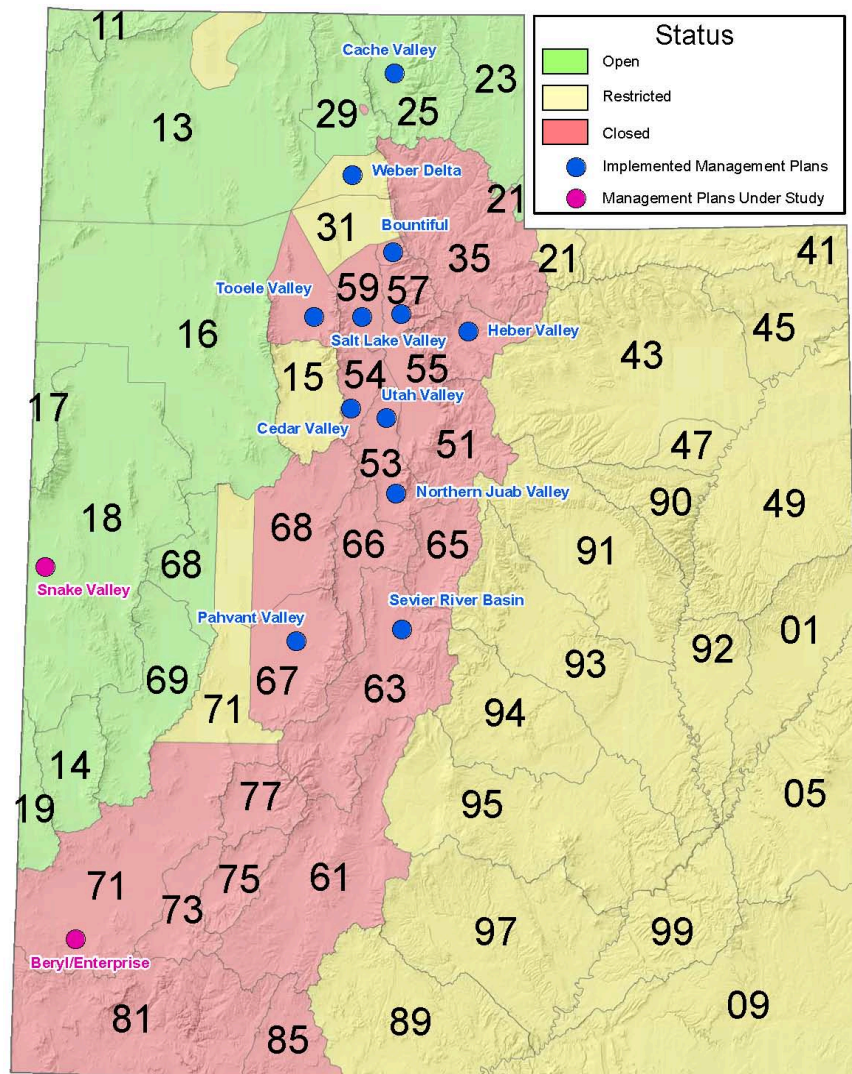 Status
Open
Restricted
Closed
Implemented Management Plans
Management Plans Under Study
11
Cache Valley
23
13
29
25
Weber Delta
21
31
Bountiful
35
21
41
Tooele Valley
59
57
16
Salt Lake Valley
Heber Valley
45
43
15
54
55
17
Utah Valley
Cedar Valley
51
47
53
Northern Juab Valley
90
49
18
68
66
65
91
68
Snake Valley
Sevier River Basin
Pahvant Valley
01
92
93
69
67
63
71
94
14
77
95
05
19
71
75
61
73
97
99
Beryl/Enterprise
09
81
85
89